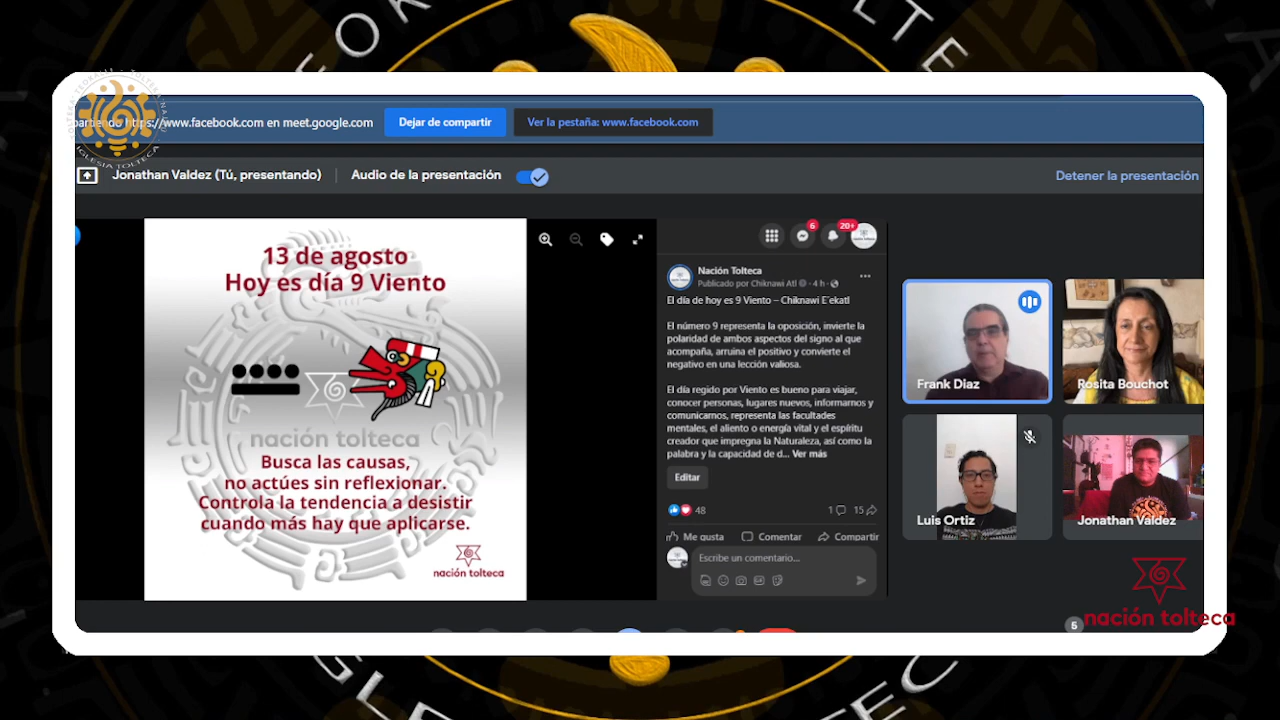 artiendo https://www.facebook.com en meet.google.com
Dejar de compartir
Ver la pestaña: www.facebook.com
IGLESIA TOLTECA
Jonathan Valdez (Tú, presentando)
Audio de la presentación
Detener la presentación
13 de agosto
Hoy es día 9 Viento
nación tolteca
Busca las causas,
no actúes sin reflexionar.
Controla la tendencia a desistir
cuando más hay que aplicarse.
nación tolteca
6
20+
Nación Tolteca
Publicado por Chiknawi Atl · 4 h ·
El día de hoy es 9 Viento – Chiknawi E´ekatl
El número 9 representa la oposición, invierte la
polaridad de ambos aspectos del signo al que
acompaña, arruina el positivo y convierte el
negativo en una lección valiosa.
El día regido por Viento es bueno para viajar,
conocer personas, lugares nuevos, informarnos y
comunicarnos, representa las facultades
mentales, el aliento o energía vital y el espíritu
creador que impregna la Naturaleza, así como la
palabra y la capacidad de d... Ver más
Editar
48
1
15
Me gusta
Comentar
Compartir
Escribe un comentario...
Frank Diaz
Rosita Bouchot
Luis Ortiz
Jonathan Valdez
5
nación tolteca